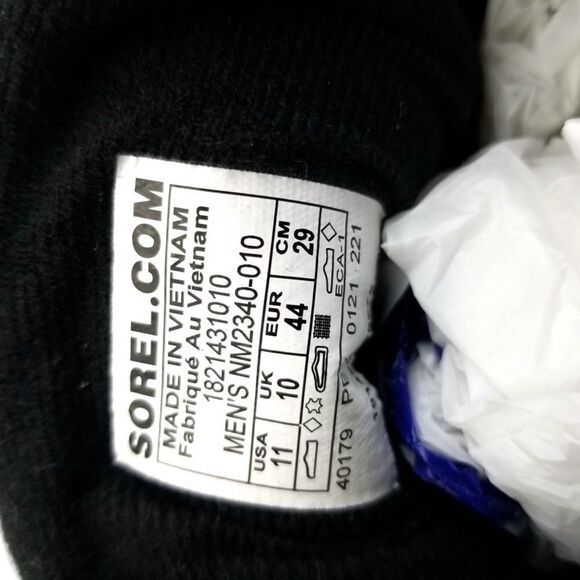 SOREL.COM
MADE IN VIETNAM
Fabriqué Au Vietnam
1821431010
MEN'S NM2340-010
USA UK EUR CM
11 10 44 29
ECA-1
40179 0121 221